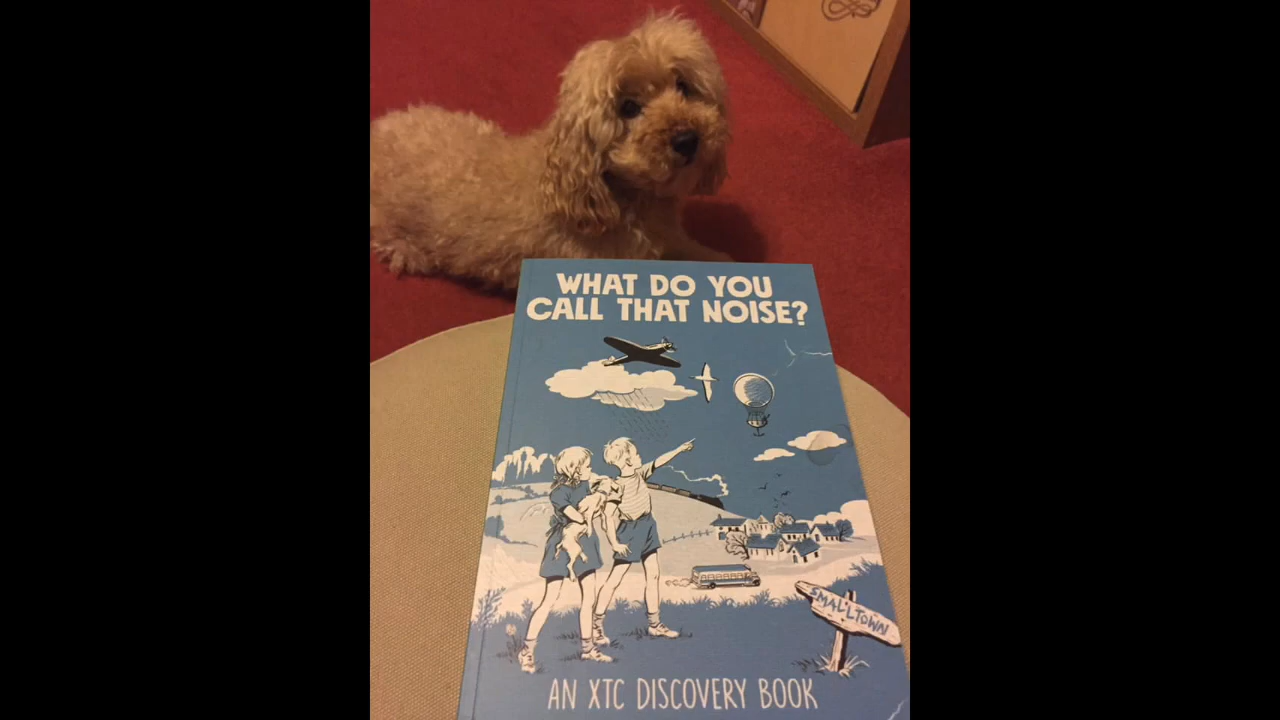 WHAT DO YOU
CALL THAT NOISE?
SMALLTOWN
AN XTC DISCOVERY BOOK